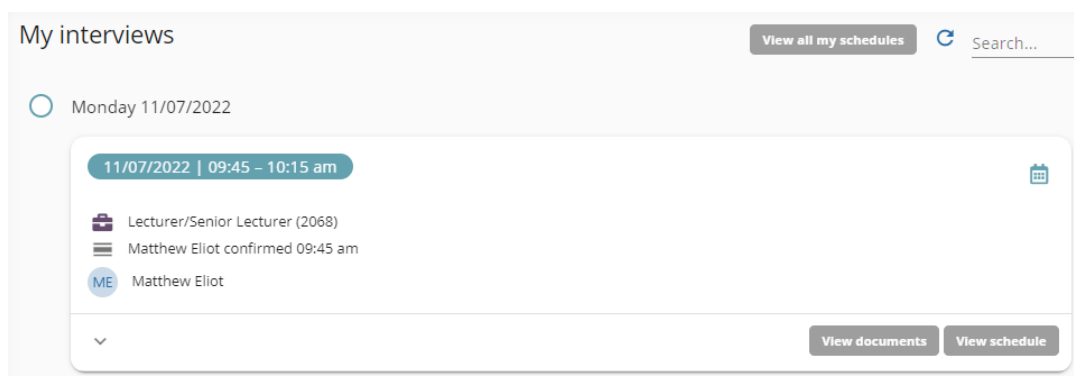 My interviews
View all my schedules
Search...
Monday 11/07/2022
11/07/2022 | 09:45 – 10:15 am
Lecturer/Senior Lecturer (2068)
Matthew Eliot confirmed 09:45 am
ME Matthew Eliot
View documents View schedule